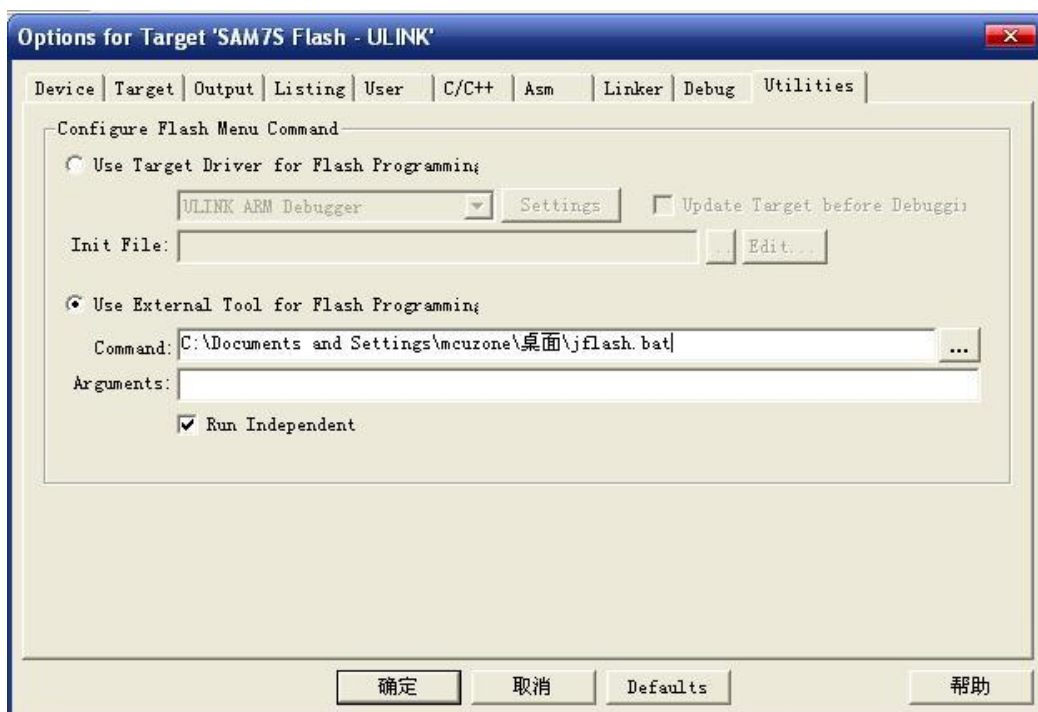 Options for Target 'SAM7S Flash - ULINK'
Device Target Output Listing User C/C++ Asm Linker Debug Utilities
Configure Flash Menu Command
Use Target Driver for Flash Programming
ULINK ARM Debugger Settings Update Target before Debuggin
Init File: .. Edit...
Use External Tool for Flash Programming
Command: C:\Documents and Settings\mcuzone\桌面\jflash.bat ...
Arguments:
Run Independent
确定 取消 Defaults 帮助